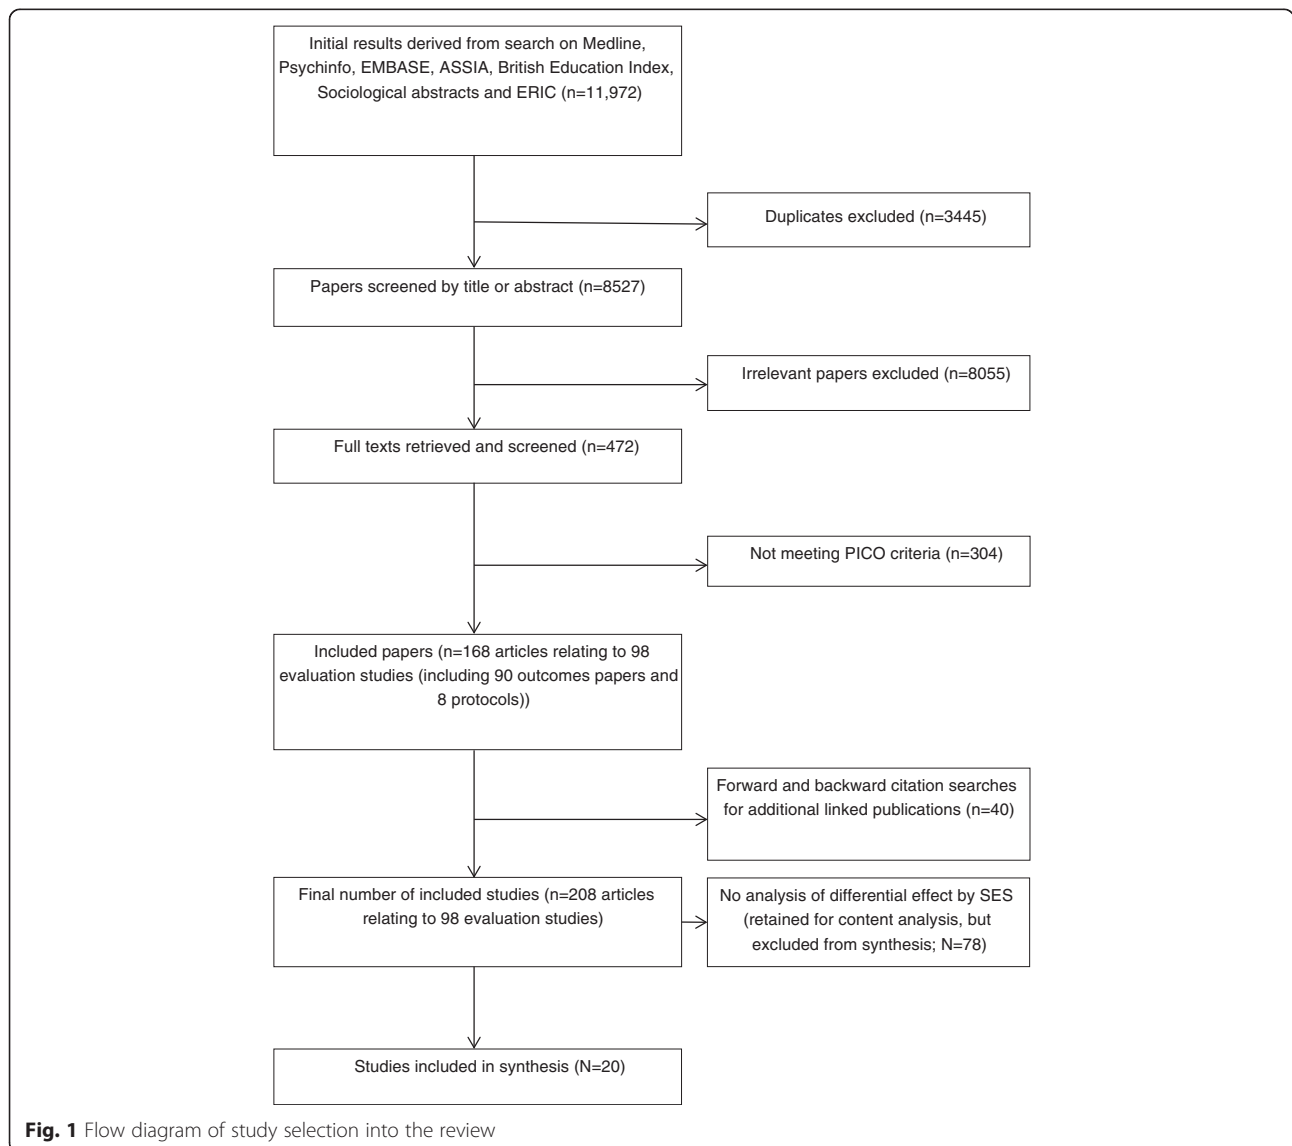 Initial results derived from search on Medline,
Psychinfo, EMBASE, ASSIA, British Education Index,
Sociological abstracts and ERIC (n=11,972)
Duplicates excluded (n=3445)
Papers screened by title or abstract (n=8527)
Irrelevant papers excluded (n=8055)
Full texts retrieved and screened (n=472)
Not meeting PICO criteria (n=304)
Included papers (n=168 articles relating to 98
evaluation studies (including 90 outcomes papers and
8 protocols))
Forward and backward citation searches
for additional linked publications (n=40)
Final number of included studies (n=208 articles
relating to 98 evaluation studies)
No analysis of differential effect by SES
(retained for content analysis, but
excluded from synthesis; N=78)
Studies included in synthesis (N=20)
Fig. 1 Flow diagram of study selection into the review